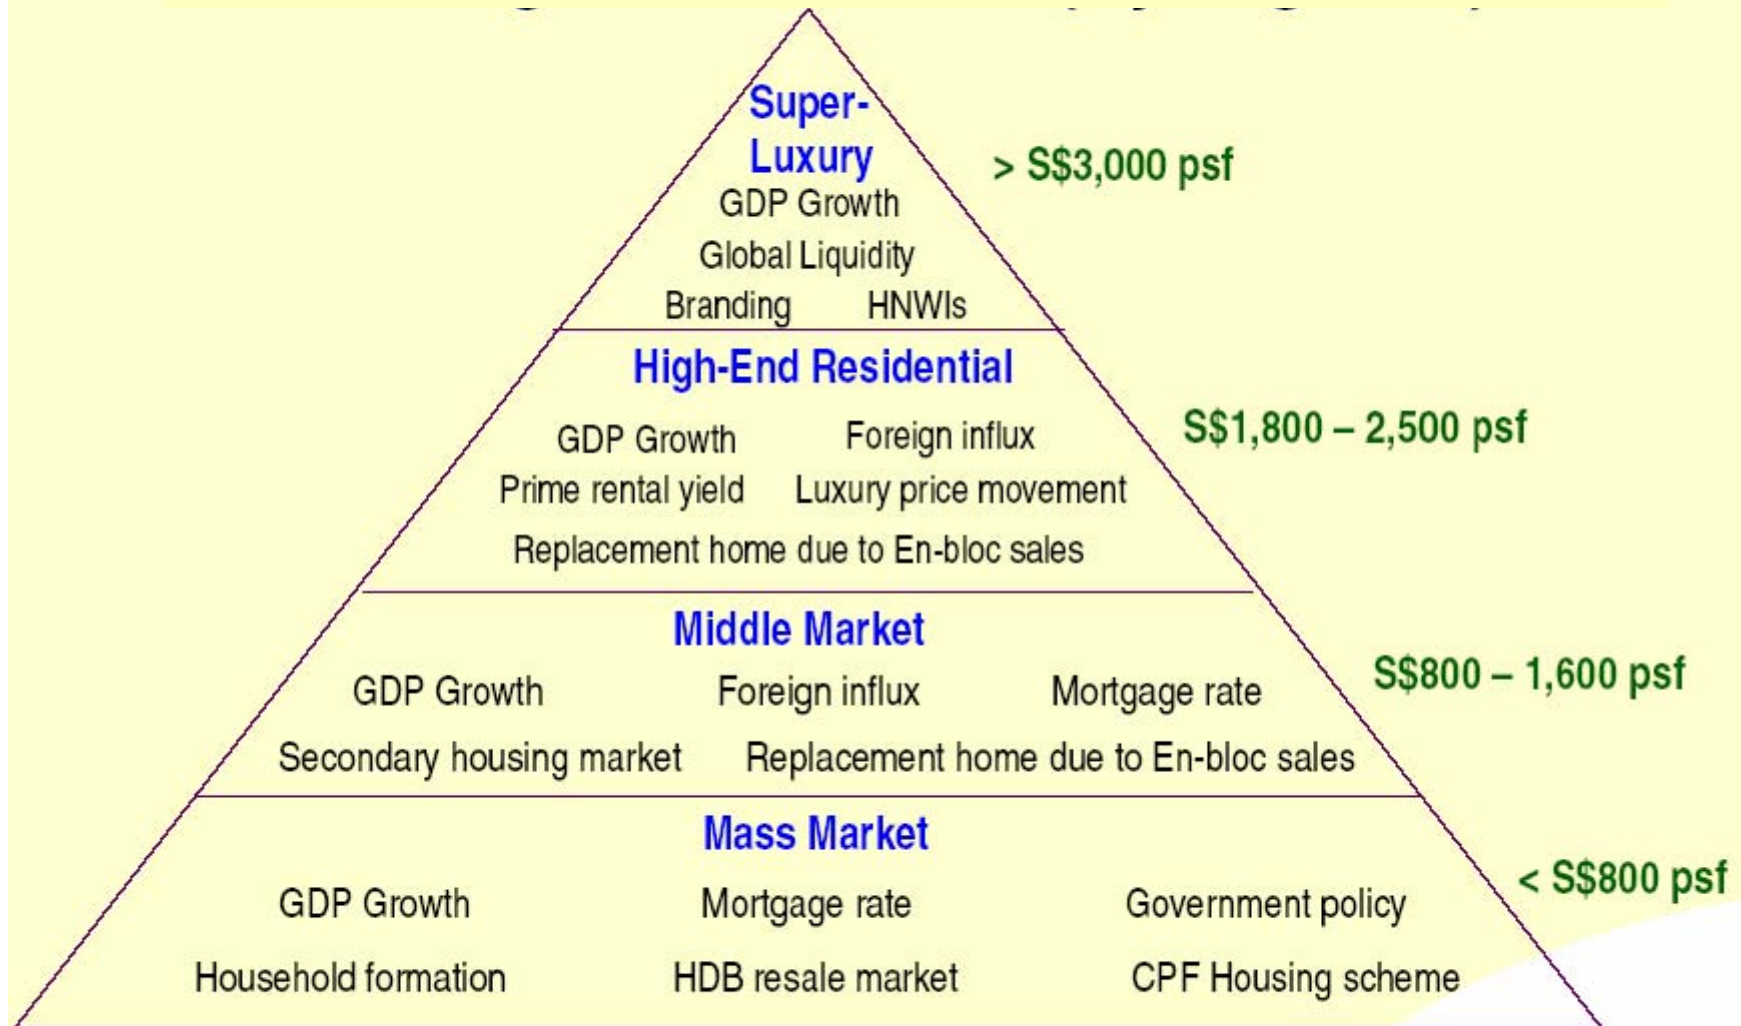 Super-
Luxury
> S$3,000 psf
GDP Growth
Global Liquidity
Branding HNWIs
High-End Residential
S$1,800 – 2,500 psf
GDP Growth Foreign influx
Prime rental yield Luxury price movement
Replacement home due to En-bloc sales
Middle Market
S$800 – 1,600 psf
GDP Growth Foreign influx Mortgage rate
Secondary housing market Replacement home due to En-bloc sales
Mass Market
< S$800 psf
GDP Growth Mortgage rate Government policy
Household formation HDB resale market CPF Housing scheme